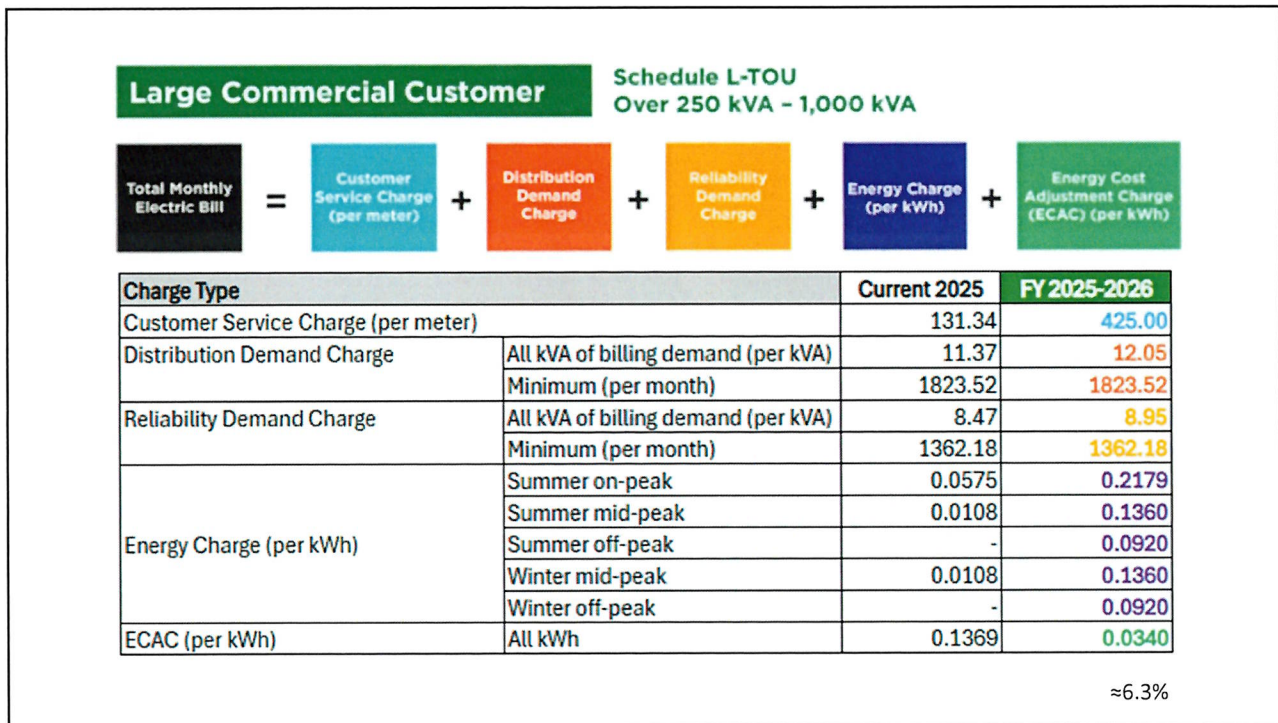 Large Commercial Customer
Schedule L-TOU
Over 250 kVA – 1,000 kVA
Total Monthly
Electric Bill
=
Customer
Service Charge
(per meter)
+
Distribution
Demand
Charge
+
Reliability
Demand
Charge
+
Energy Charge
(per kWh)
+
Energy Cost
Adjustment Charge
(ECAC) (per kWh)
Charge Type Current 2025 FY 2025-2026
Customer Service Charge (per meter) 131.34 425.00
Distribution Demand Charge All kVA of billing demand (per kVA) 11.37 12.05
Minimum (per month) 1823.52 1823.52
Reliability Demand Charge All kVA of billing demand (per kVA) 8.47 8.95
Minimum (per month) 1362.18 1362.18
Summer on-peak 0.0575 0.2179
Summer mid-peak 0.0108 0.1360
Energy Charge (per kWh) Summer off-peak - 0.0920
Winter mid-peak 0.0108 0.1360
Winter off-peak - 0.0920
ECAC (per kWh) All kWh 0.1369 0.0340
≈6.3%